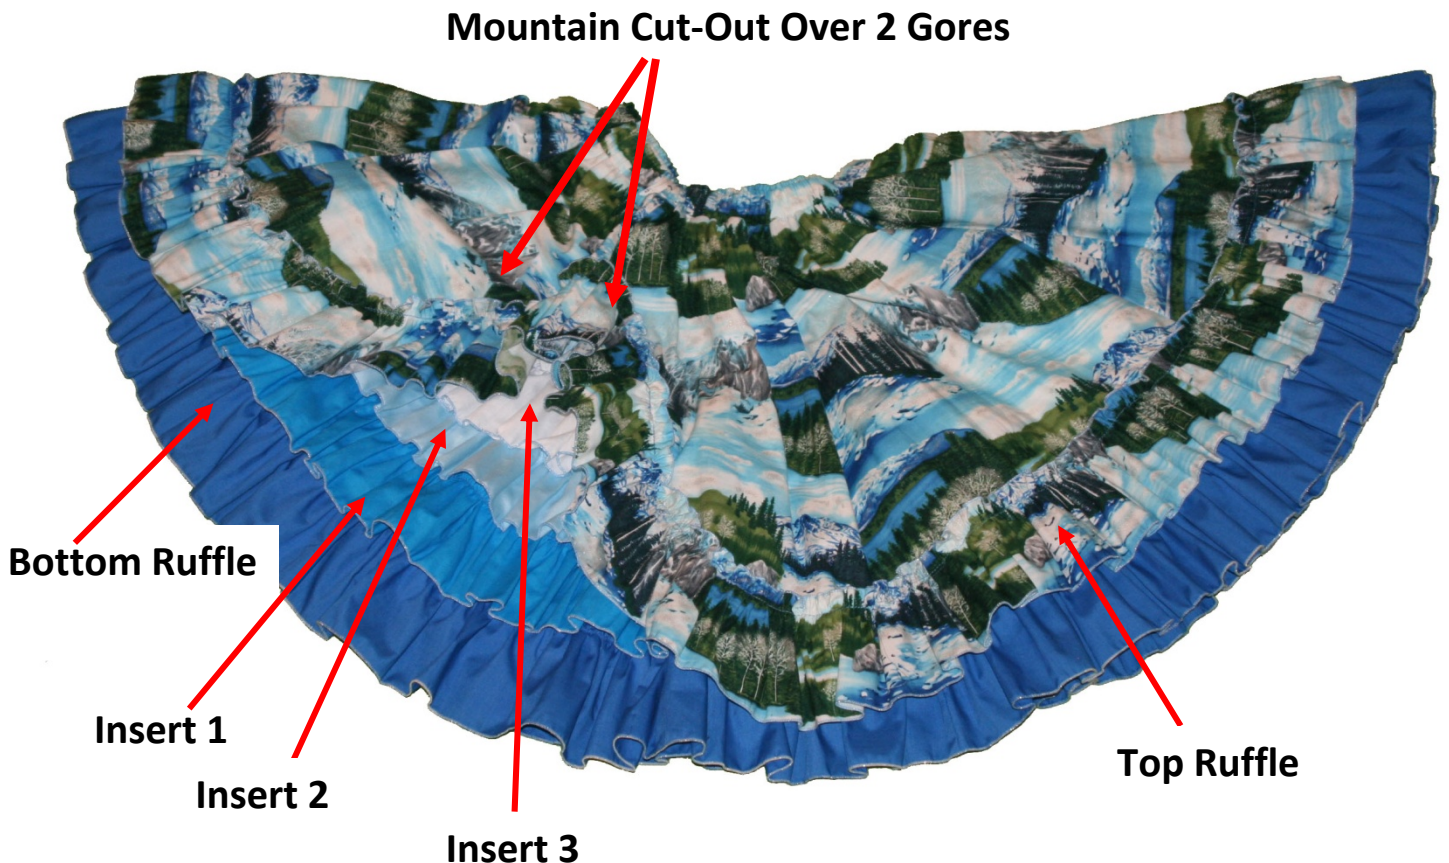 Mountain Cut-Out Over 2 Gores
Bottom Ruffle
Insert 1
Insert 2
Insert 3
Top Ruffle